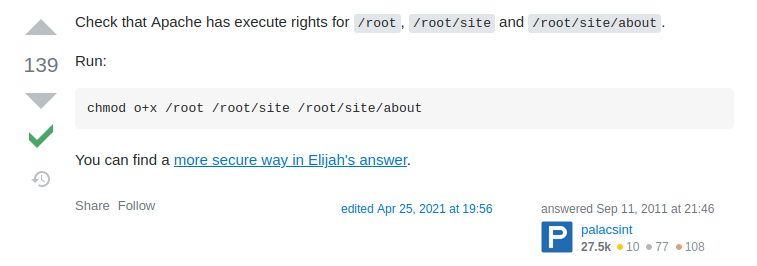 Check that Apache has execute rights for /root, /root/site and /root/site/about.
139
Run:
chmod o+x /root /root/site /root/site/about
You can find a more secure way in Elijah's answer.
Share Follow
edited Apr 25, 2021 at 19:56
answered Sep 11, 2011 at 21:46
P
palacsint
27.5k 10 77 108